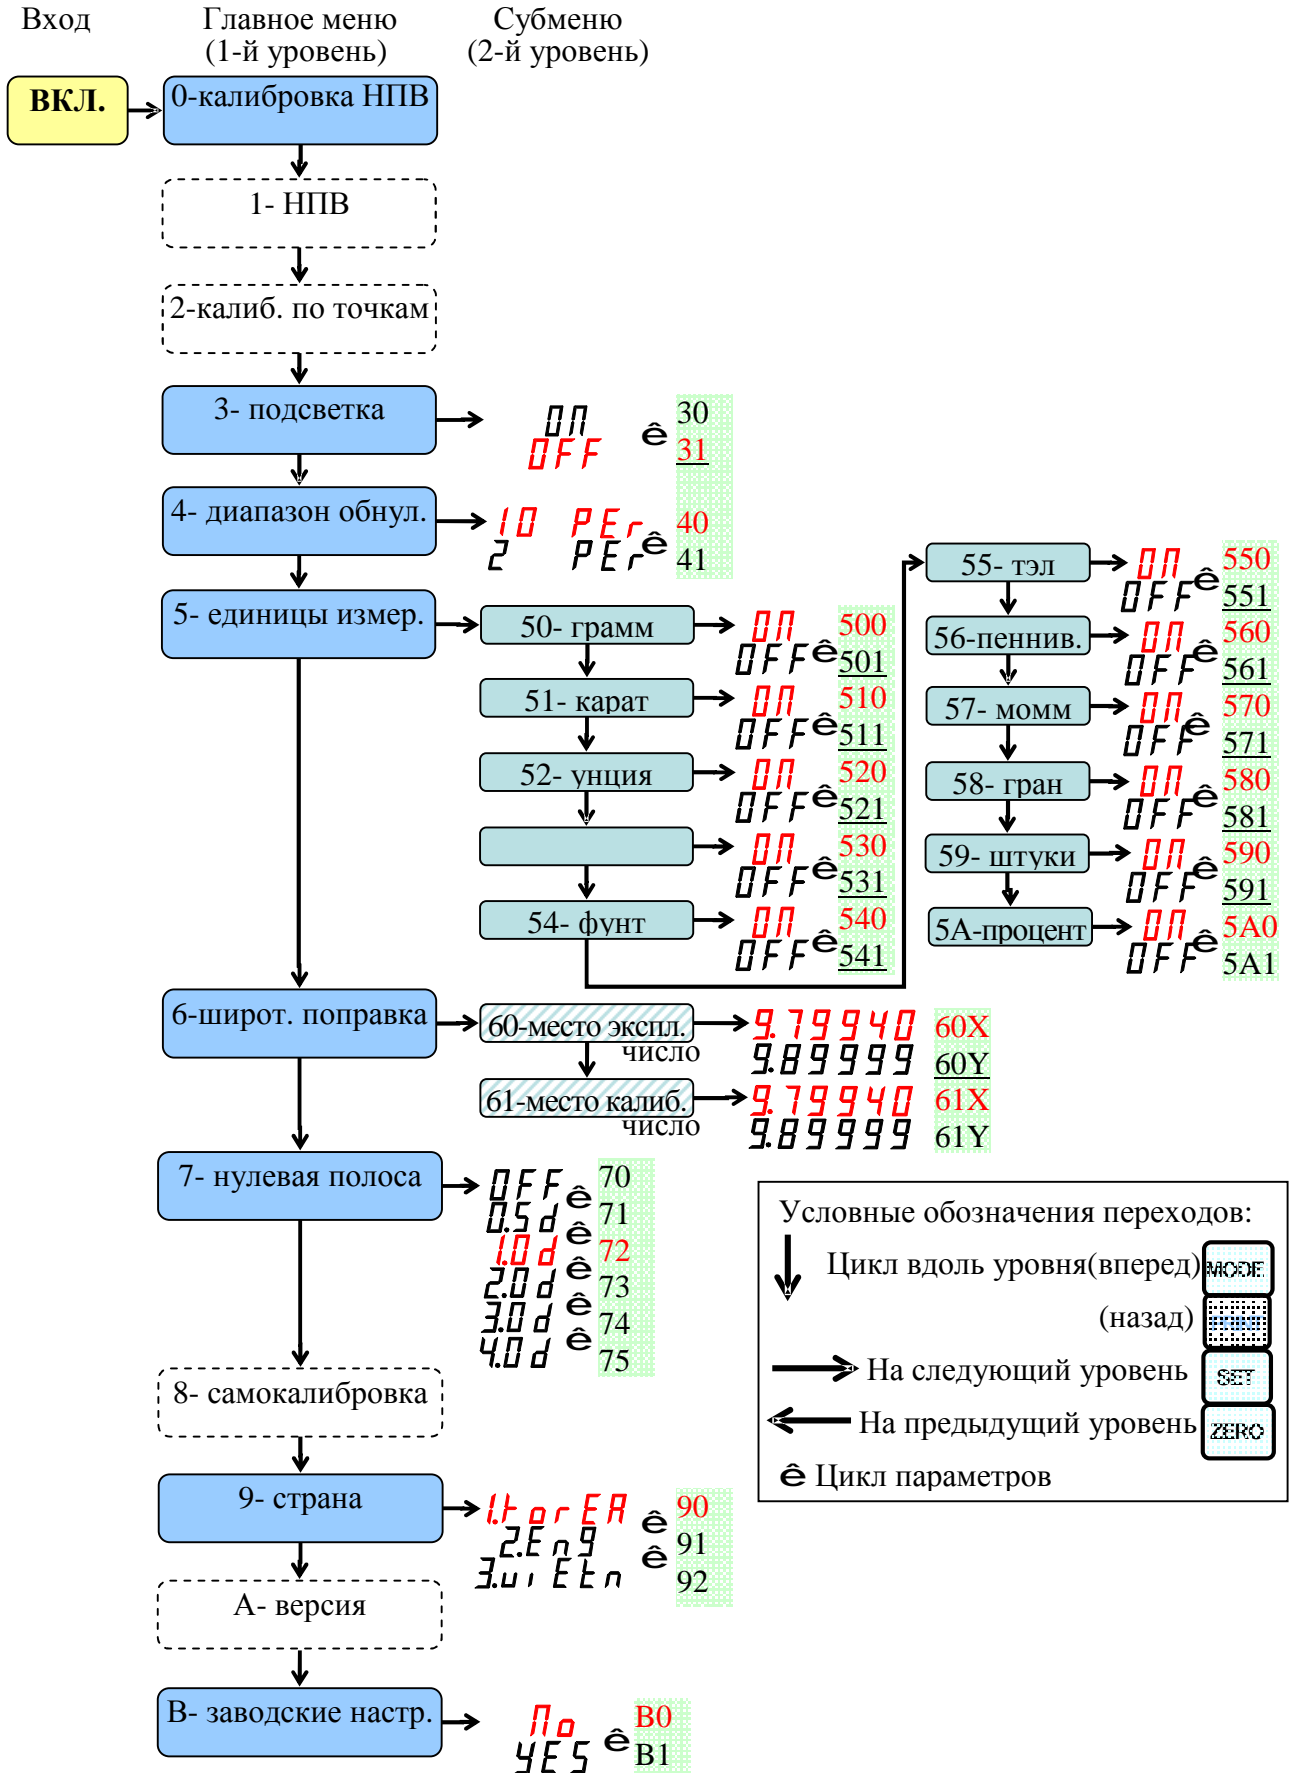 Вход
Главное меню
(1-й уровень)
Субменю
(2-й уровень)
ВКЛ.
0-калибровка НПВ
1- НПВ
2-калиб. по точкам
3- подсветка
ON
OFF
ê
30
31
4- диапазон обнул.
10 PEr
2 PEr
ê
40
41
5- единицы измер.
50- грамм
ON
OFF
ê
500
501
51- карат
ON
OFF
ê
510
511
52- унция
ON
OFF
ê
520
521
ON
OFF
ê
530
531
54- фунт
ON
OFF
ê
540
541
55- тэл
ON
OFF
ê
550
551
56-пеннив.
ON
OFF
ê
560
561
57- момм
ON
OFF
ê
570
571
58- гран
ON
OFF
ê
580
581
59- штуки
ON
OFF
ê
590
591
5А-процент
ON
OFF
ê
5A0
5A1
6-широт. поправка
60-место экспл.
число
9.79940
9.89999
60X
60Y
61-место калиб.
число
9.79940
9.89999
61X
61Y
7- нулевая полоса
OFF
0.5 d
1.0 d
2.0 d
3.0 d
4.0 d
ê
ê
ê
ê
ê
70
71
72
73
74
75
8- самокалибровка
9- страна
1.korEA
2.Eng
3.viEtn
ê
ê
90
91
92
А- версия
В- заводские настр.
No
YES
ê
B0
B1
Условные обозначения переходов:
Цикл вдоль уровня(вперед) MODE
(назад)
На следующий уровень SET
На предыдущий уровень ZERO
ê Цикл параметров